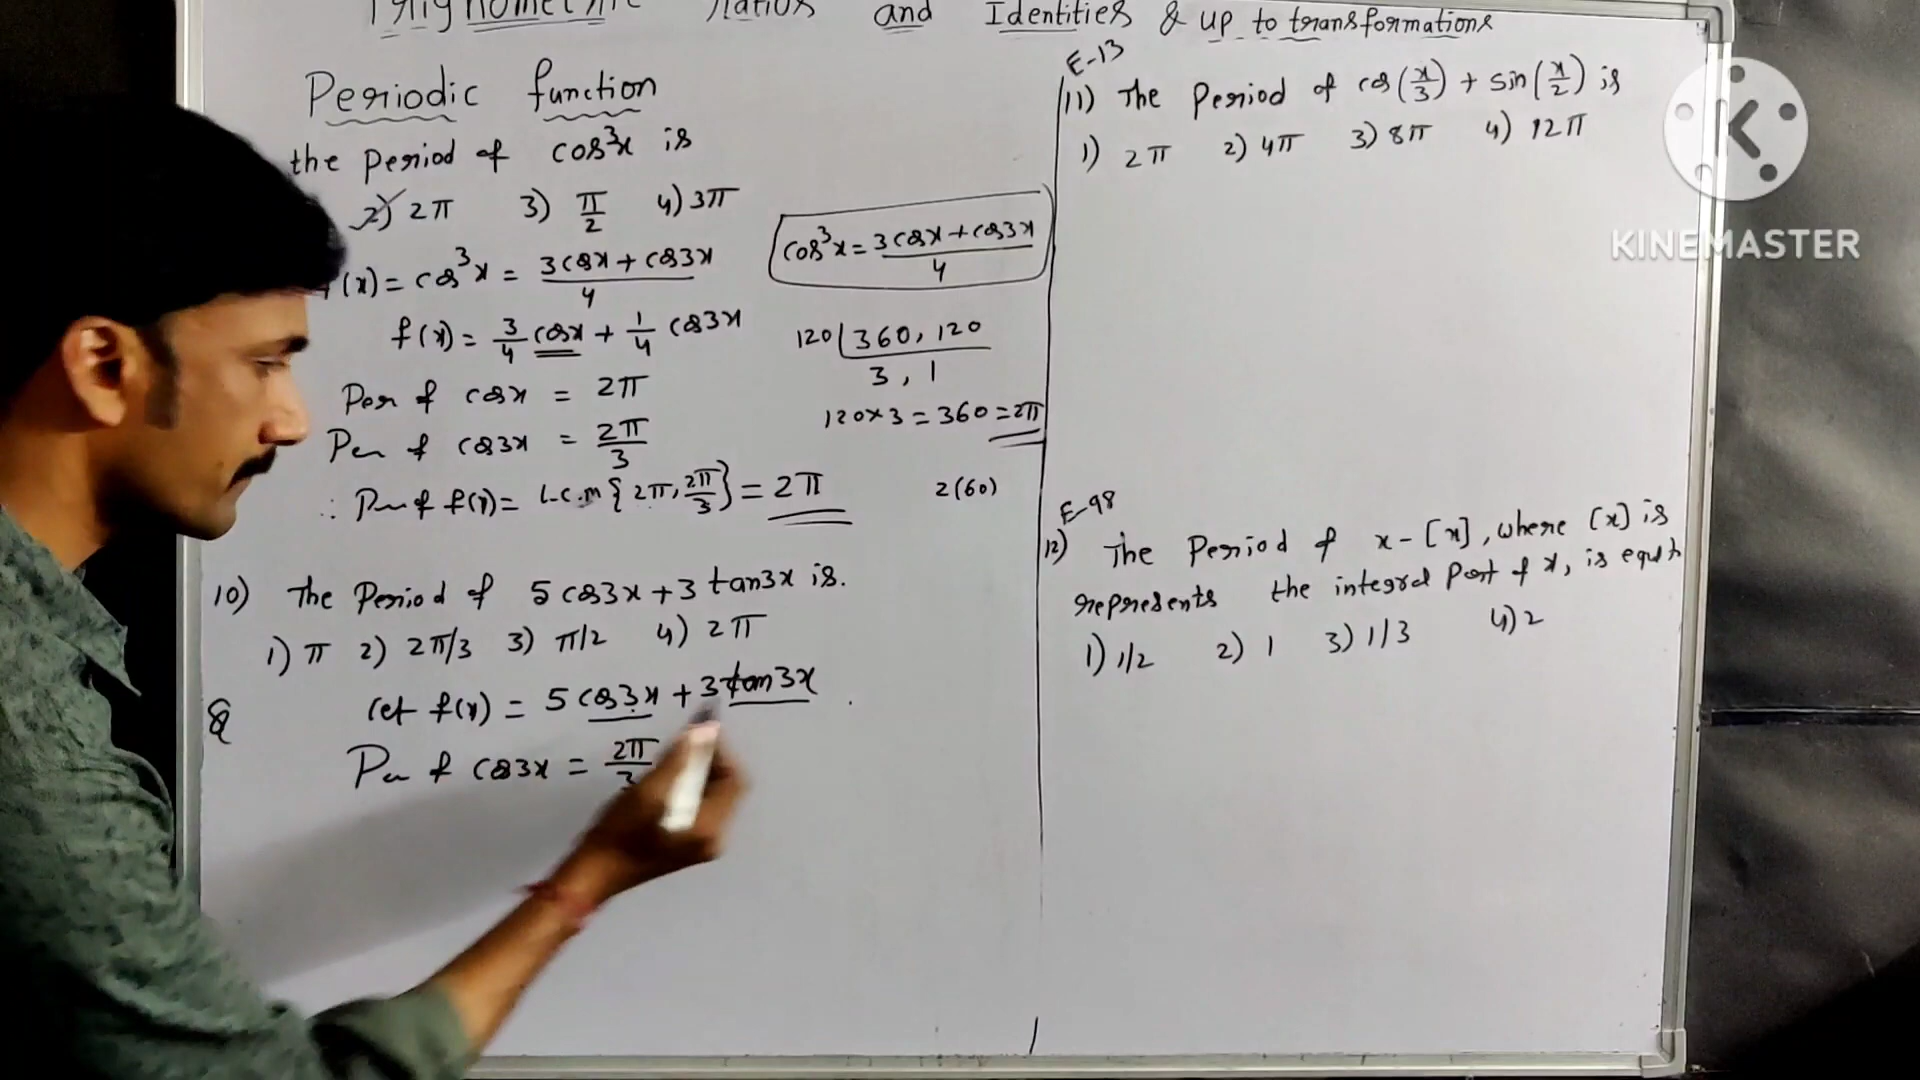 Trignometric Ratios and Identities & up to transformations
Periodic function
the Period of cos³x is
2) 2π 3) π/2 4) 3π
f(x) = cos³x = 3cosx + cos3x / 4
f(x) = 3/4 cosx + 1/4 cos3x
Per of cosx = 2π
Per of cos3x = 2π/3
∴ Per of f(x) = L.C.M {2π, 2π/3} = 2π
cos³x = 3cosx + cos3x / 4
120 | 360, 120
3, 1
120×3 = 360 = 2π
2(60)
10) The Period of 5cos3x + 3 tan3x is.
1) π 2) 2π/3 3) π/2 4) 2π
Let f(x) = 5cos3x + 3tan3x
Per of cos3x = 2π/3
E-13
11) The Period of cos(x/3) + sin(x/2) is
1) 2π 2) 4π 3) 8π 4) 12π
E-98
12) The Period of x - [x], where [x] is
represents the integral Part of x, is equal to
1) 1/2 2) 1 3) 1/3 4) 2
KINEMASTER